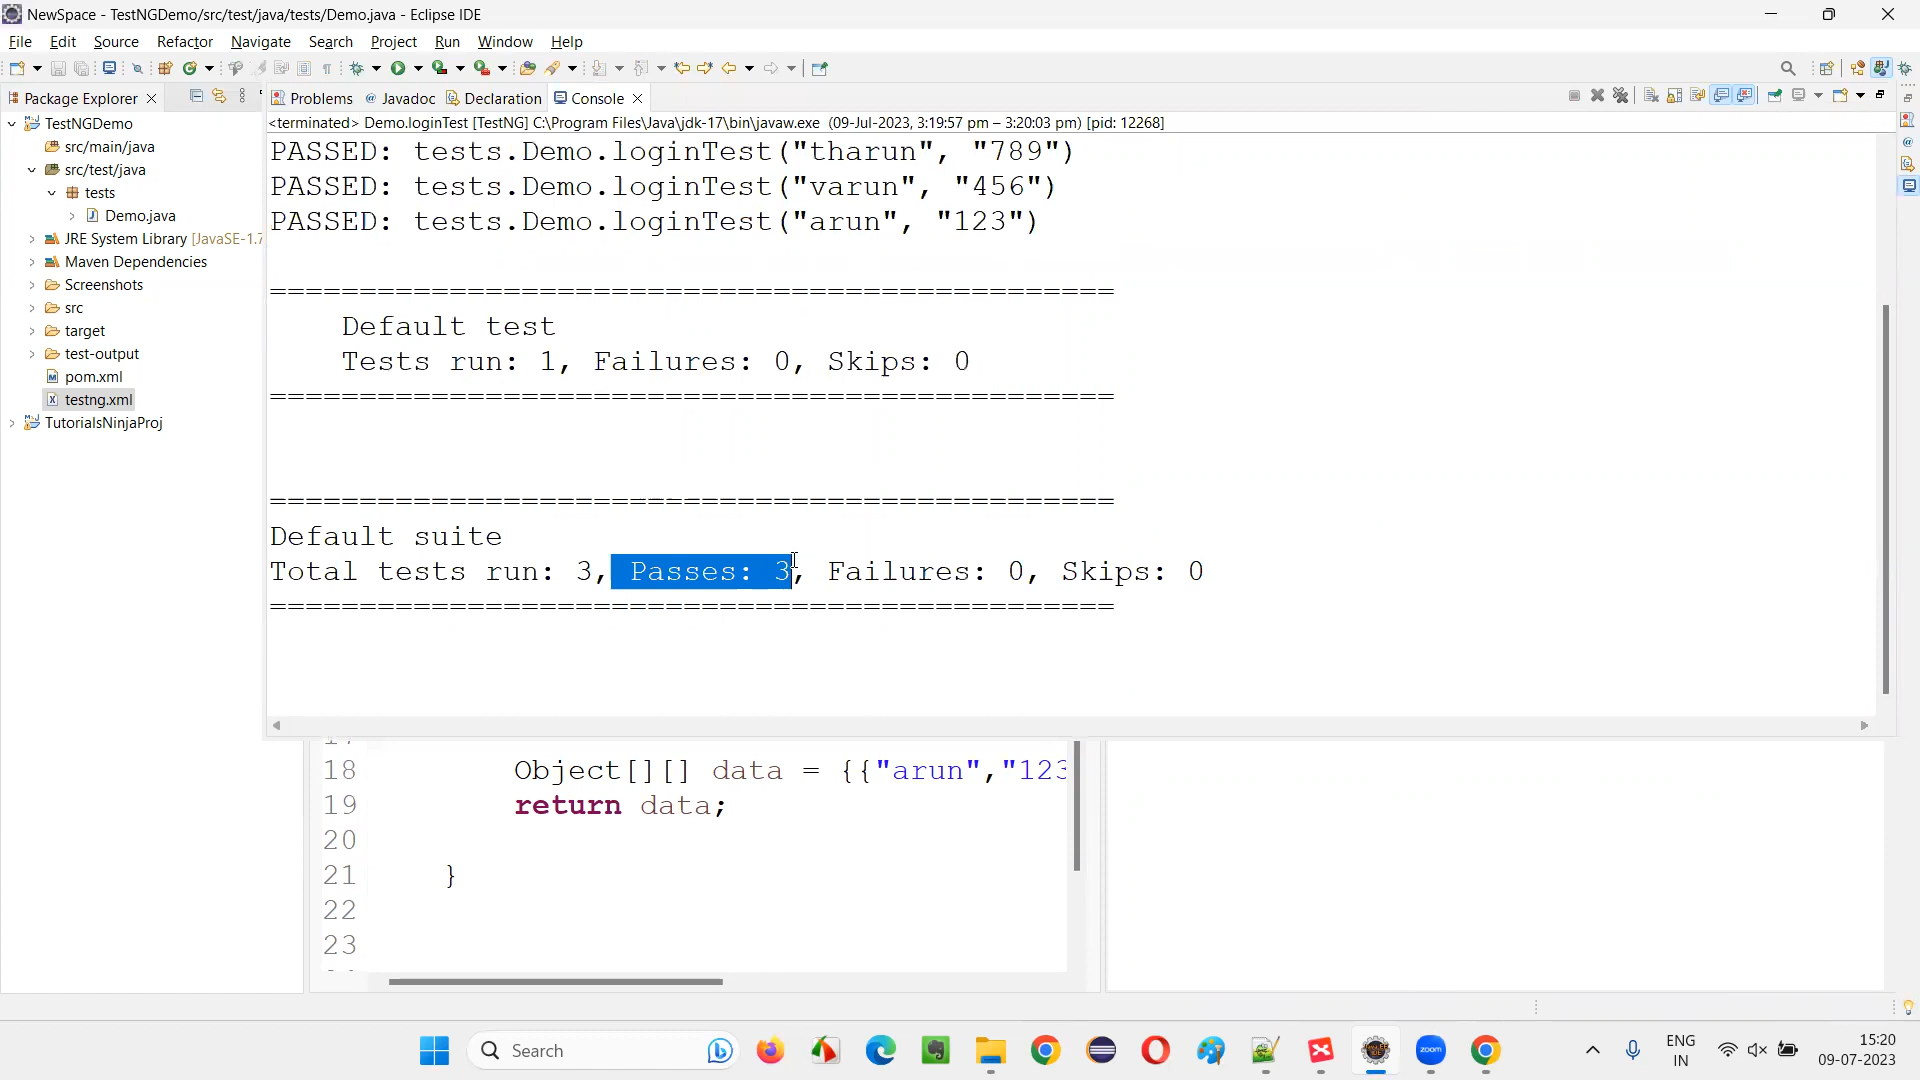 NewSpace - TestNGDemo/src/test/java/tests/Demo.java - Eclipse IDE
File Edit Source Refactor Navigate Search Project Run Window Help
Package Explorer
Problems Javadoc Declaration Console
<terminated> Demo.loginTest [TestNG] C:\Program Files\Java\jdk-17\bin\javaw.exe (09-Jul-2023, 3:19:57 pm – 3:20:03 pm) [pid: 12268]
TestNGDemo
src/main/java
src/test/java
tests
Demo.java
JRE System Library [JavaSE-1.7
Maven Dependencies
Screenshots
src
target
test-output
pom.xml
testng.xml
TutorialsNinjaProj
PASSED: tests.Demo.loginTest("tharun", "789")
PASSED: tests.Demo.loginTest("varun", "456")
PASSED: tests.Demo.loginTest("arun", "123")
===============================================
Default test
Tests run: 1, Failures: 0, Skips: 0
===============================================
===============================================
Default suite
Total tests run: 3, Passes: 3, Failures: 0, Skips: 0
===============================================
18 Object[][] data = {{"arun","123
19 return data;
20
21 }
22
23
Search
zoom
ENG
IN
15:20
09-07-2023